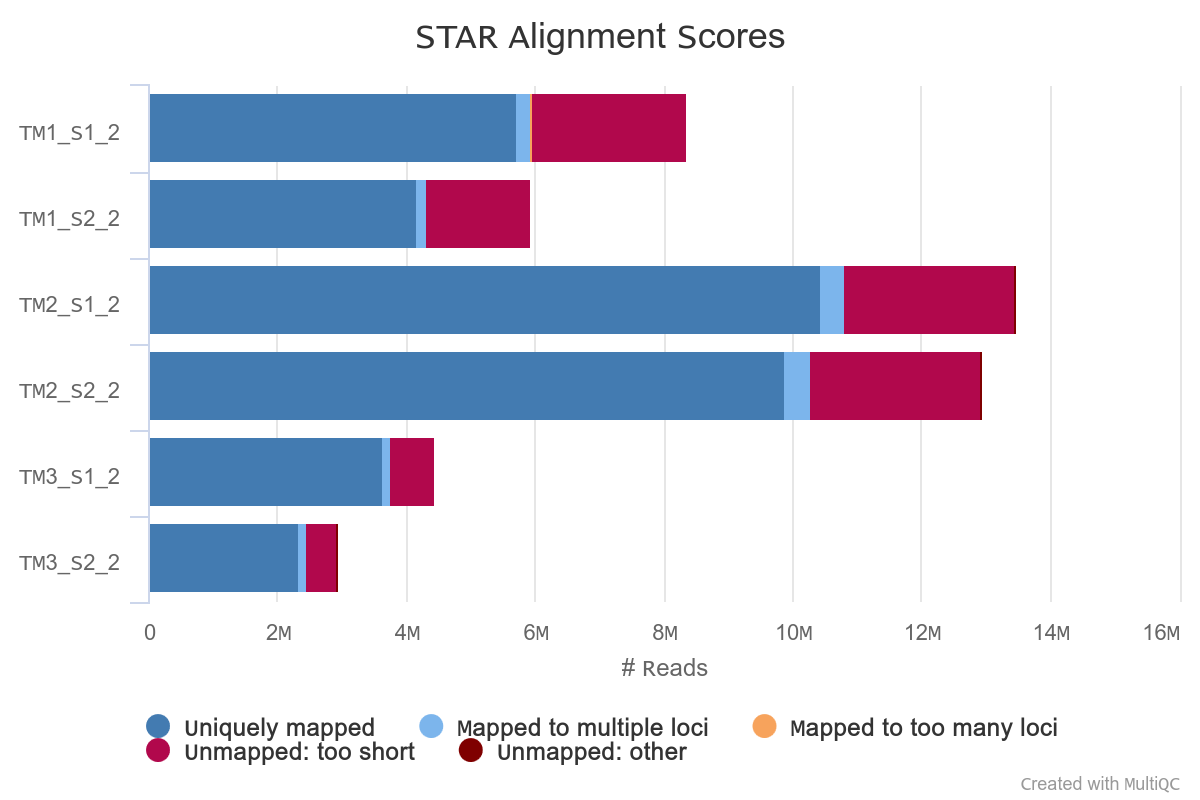 STAR Alignment Scores
TM1_S1_2
TM1_S2_2
TM2_S1_2
TM2_S2_2
TM3_S1_2
TM3_S2_2
0 2M 4M 6M 8M 10M 12M 14M 16M
# Reads
Uniquely mapped Mapped to multiple loci Mapped to too many loci
Unmapped: too short Unmapped: other
Created with MultiQC